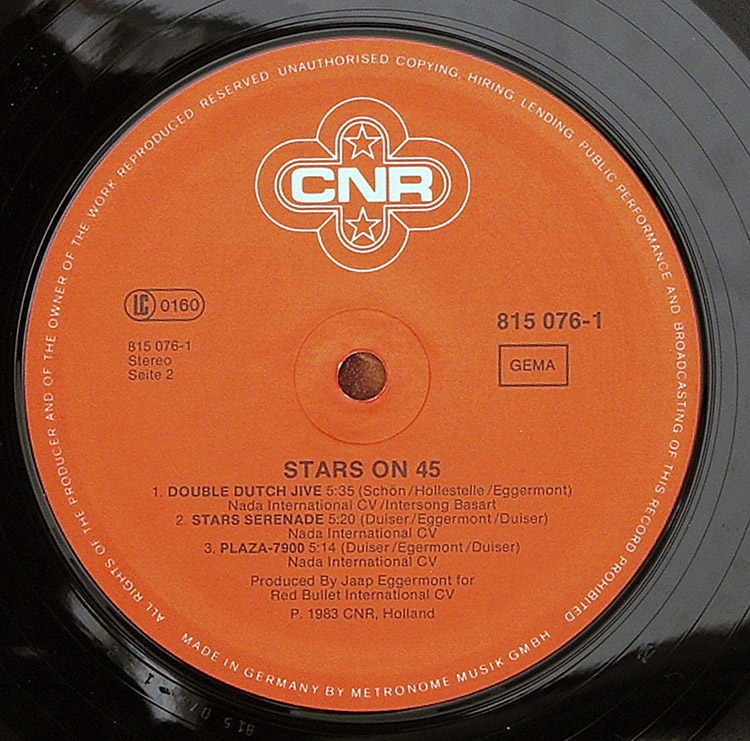 ALL RIGHTS OF THE PRODUCER AND OF THE OWNER OF THE WORK REPRODUCED RESERVED UNAUTHORISED COPYING, HIRING, LENDING, PUBLIC PERFORMANCE AND BROADCASTING OF THIS RECORD PROHIBITED
CNR
LC 0160
815 076-1
Stereo
Seite 2
815 076-1
GEMA
STARS ON 45
1. DOUBLE DUTCH JIVE 5:35 (Schön/Hollestelle/Eggermont)
Nada International CV/Intersong Basart
2. STARS SERENADE 5:20 (Duiser/Eggermont/Duiser)
Nada International CV
3. PLAZA-7900 5:14 (Duiser/Egermont/Duiser)
Nada International CV
Produced By Jaap Eggermont for
Red Bullet International CV
P. 1983 CNR, Holland
MADE IN GERMANY BY METRONOME MUSIK GMBH